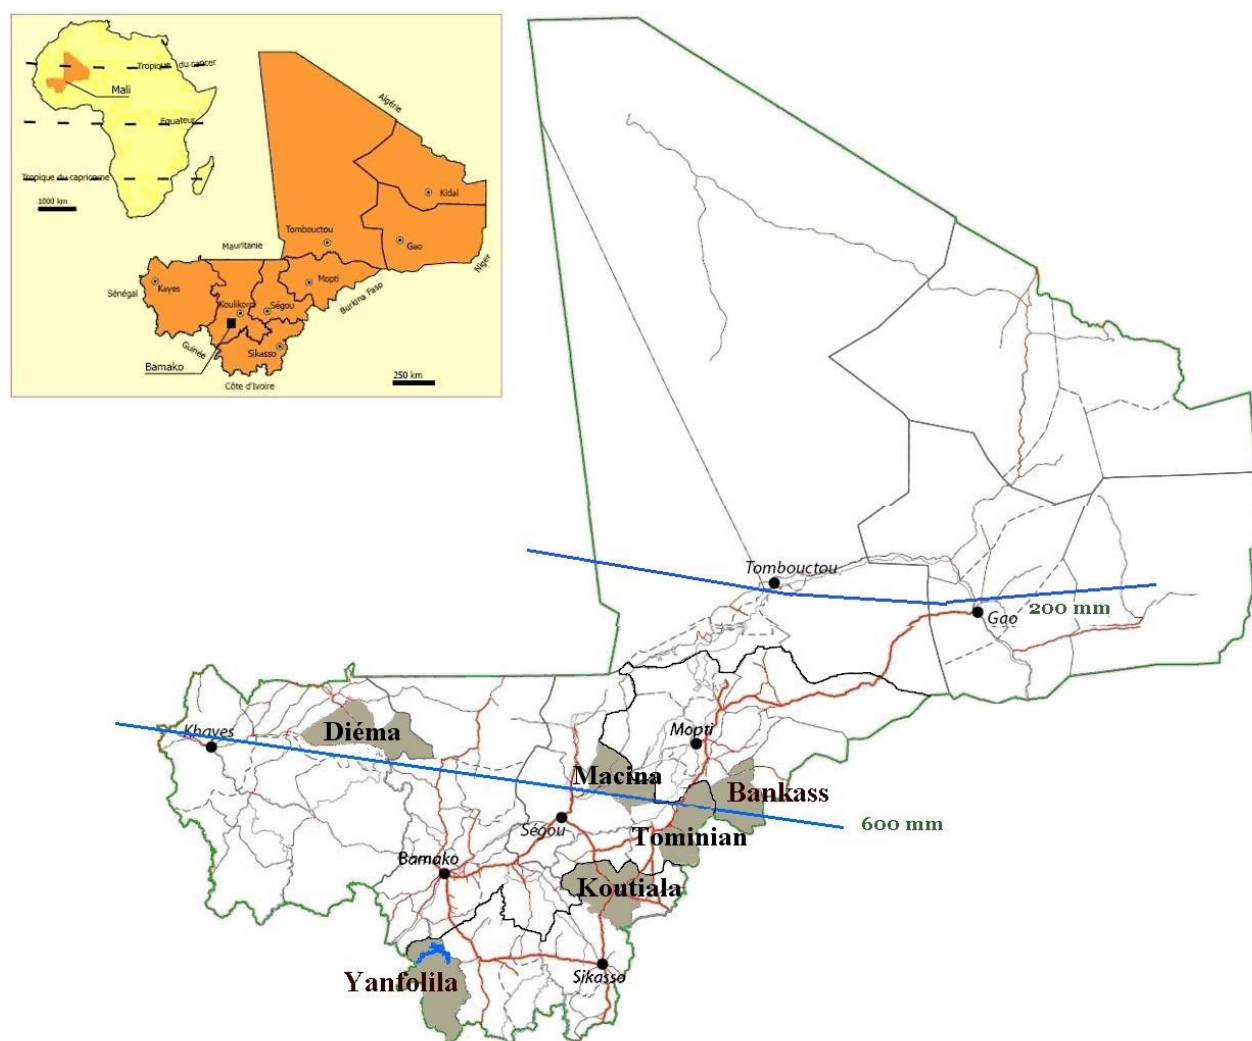 Tropique du cancer
Mali
Equateur
Tropique du capricorne
1000 km
Algérie
Kidal
Tombouctou
Gao
Mauritanie
Niger
Mopti
Kayes
Sénégal
Koulikoro
Ségou
Burkina Faso
Guinée
Sikasso
Bamako
250 km
Côte d'Ivoire
Tombouctou
200 mm
Gao
Khayes
Diéma
Mopti
Macina
Bankass
Ségou
600 mm
Tominian
Bamako
Koutiala
Sikasso
Yanfolila